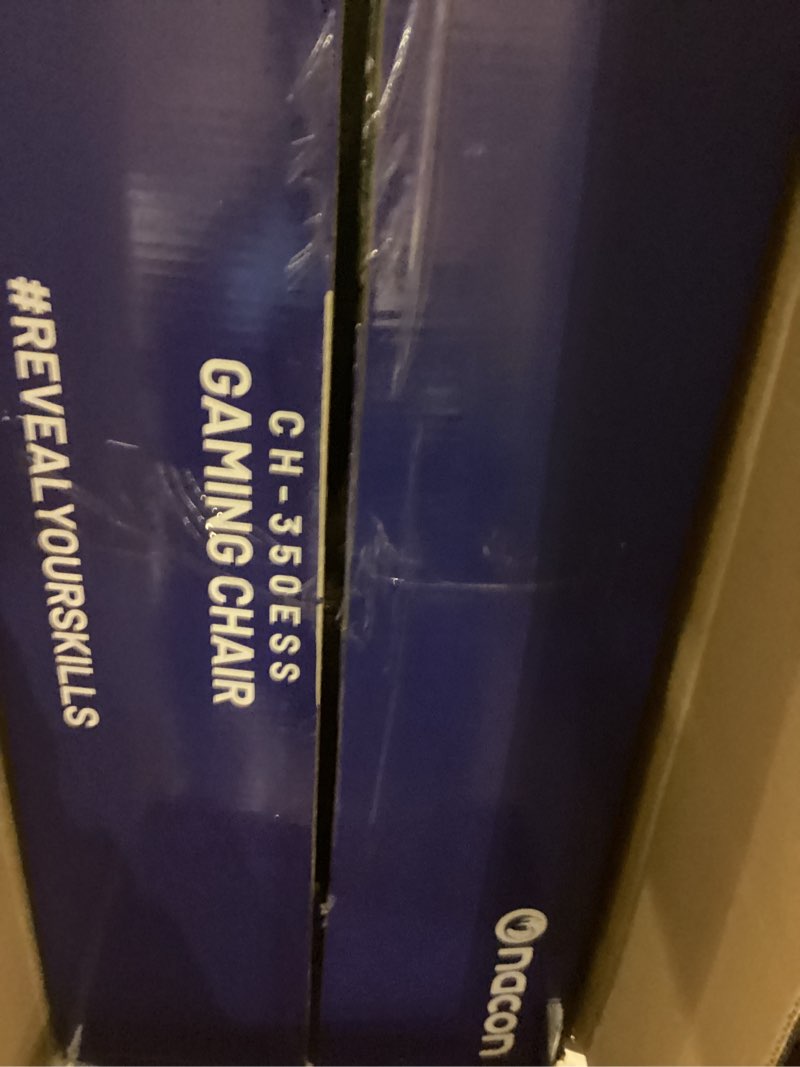 CH-350ESS
GAMING CHAIR
#REVEALYOURSKILLS
nacon